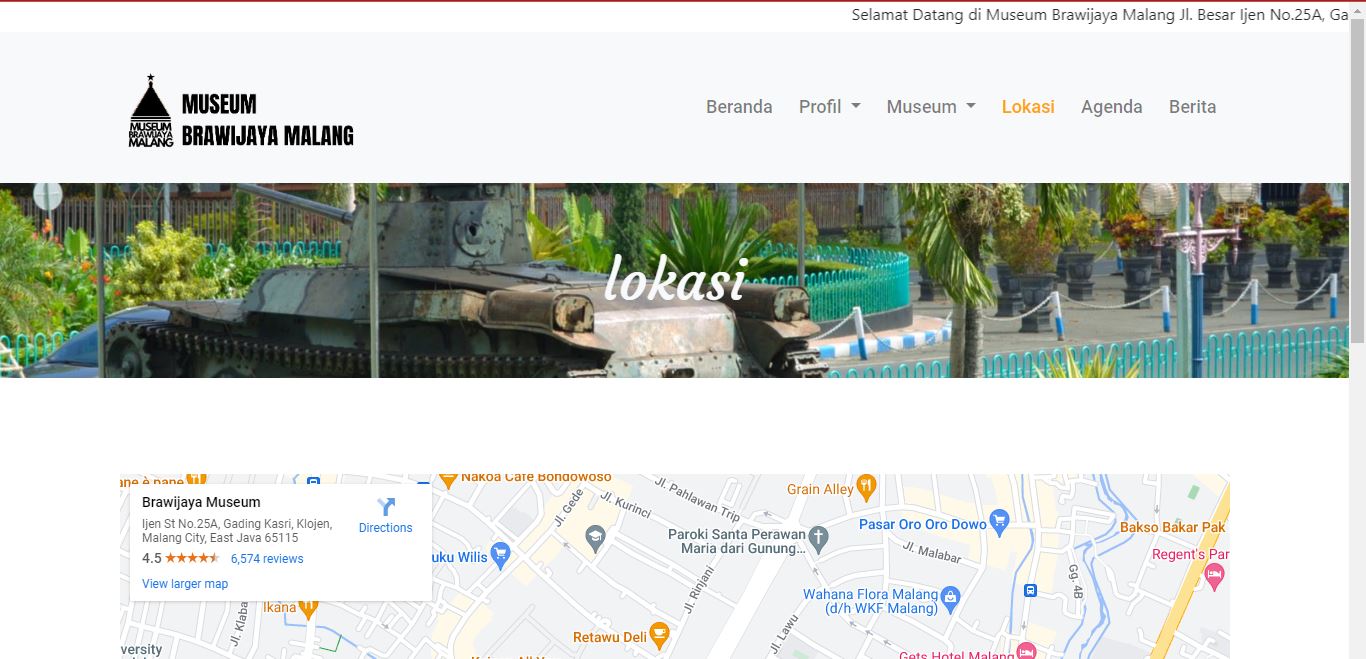 Selamat Datang di Museum Brawijaya Malang Jl. Besar Ijen No.25A, Ga
MUSEUM
BRAWIJAYA
MALANG
MUSEUM
BRAWIJAYA MALANG
Beranda Profil Museum Lokasi Agenda Berita
lokasi
Brawijaya Museum
Ijen St No.25A, Gading Kasri, Klojen,
Malang City, East Java 65115
4.5 6,574 reviews
View larger map
Directions
Nakoa Cafe Bondowoso
Jl. Gede
Jl. Kurinci
Jl. Pahlawan Trip
Grain Alley
Paroki Santa Perawan
Maria dari Gunung...
Pasar Oro Oro Dowo
Jl. Malabar
Bakso Bakar Pak
Regent's Par
uku Wilis
Jl. Rinjani
Gg. 4B
Wahana Flora Malang
(d/h WKF Malang)
Ikana
Jl. Klaba
Retawu Deli
Jl. Lawu
versity
Gets Hotel Malang